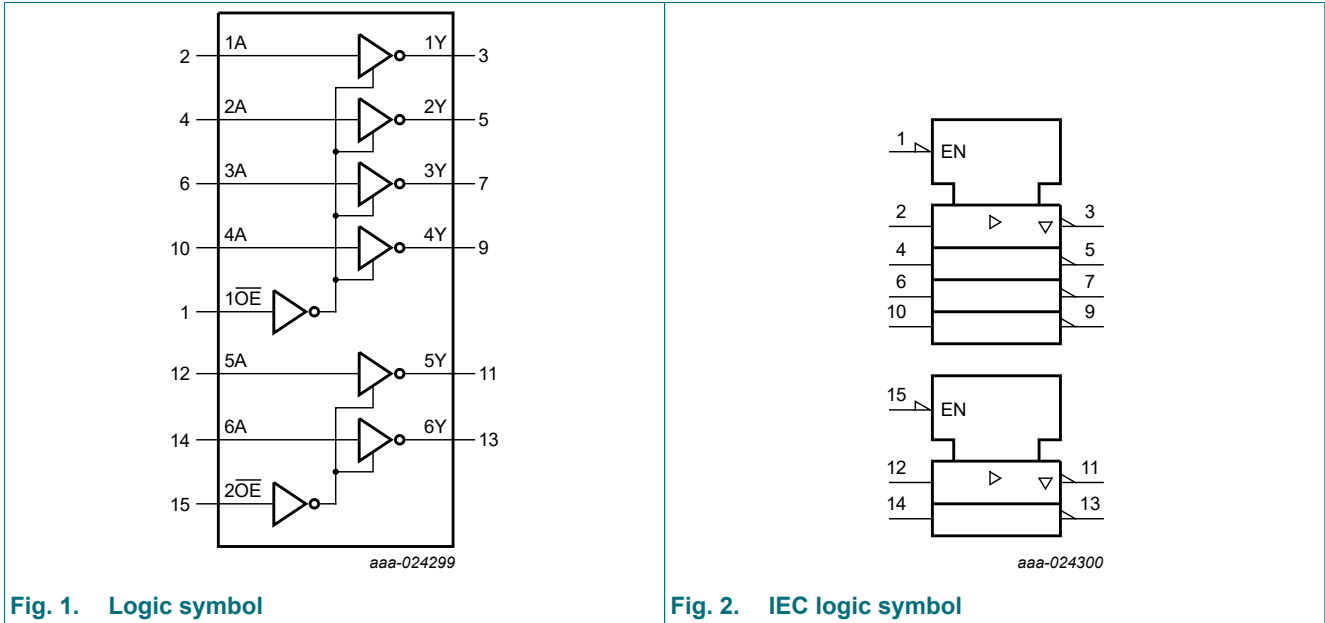 2 1A 1Y 3
4 2A 2Y 5
6 3A 3Y 7
10 4A 4Y 9
1 1O̅E̅
12 5A 5Y 11
14 6A 6Y 13
15 2O̅E̅
aaa-024299
Fig. 1. Logic symbol
1 EN
2 3
4 5
6 7
10 9
15 EN
12 11
14 13
aaa-024300
Fig. 2. IEC logic symbol